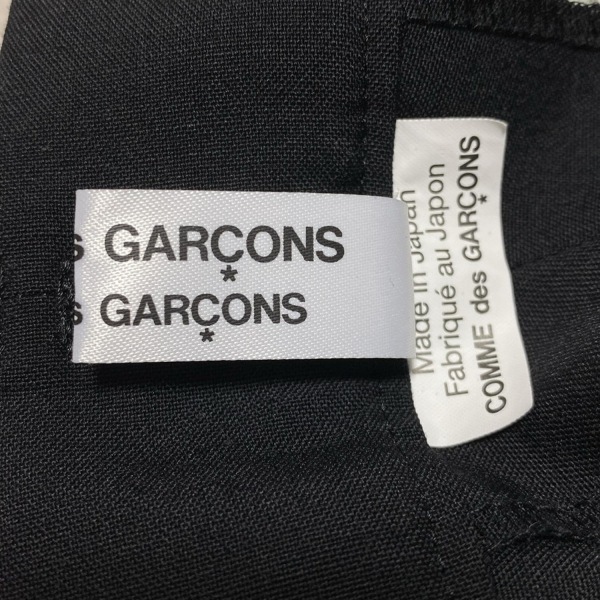 s GARÇONS
*
s GARÇONS
*
Made in Japan
Fabriqué au Japon
COMME des GARÇONS
*